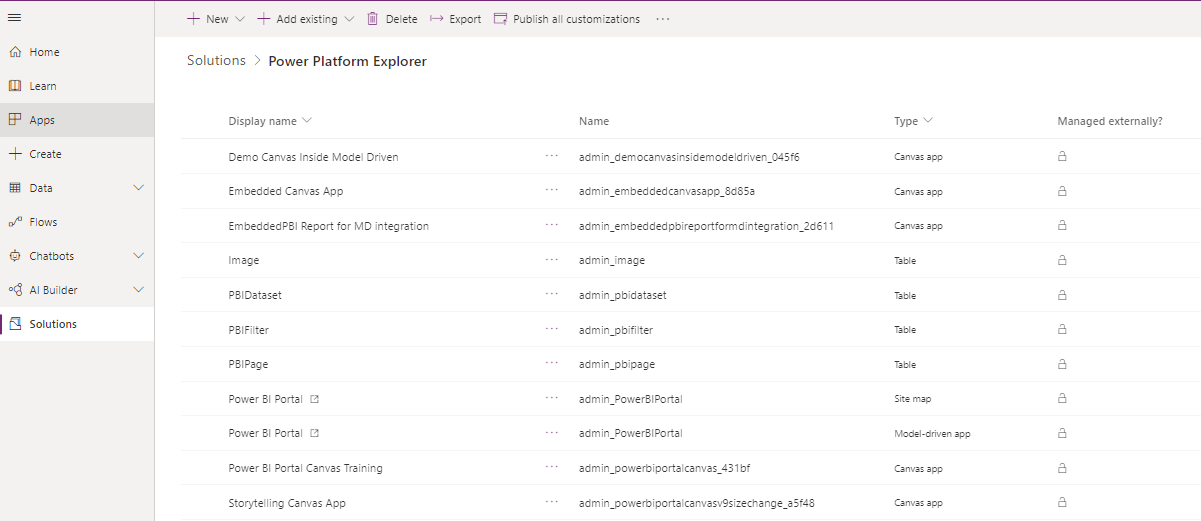 New Add existing Delete Export Publish all customizations ···
Home
Learn
Apps
Create
Data
Flows
Chatbots
AI Builder
Solutions
Solutions > Power Platform Explorer
Display name Name Type Managed externally?
Demo Canvas Inside Model Driven ··· admin_democanvasinsidemodeldriven_045f6 Canvas app
Embedded Canvas App ··· admin_embeddedcanvasapp_8d85a Canvas app
EmbeddedPBI Report for MD integration ··· admin_embeddedpbireportformdintegration_2d611 Canvas app
Image ··· admin_image Table
PBIDataset ··· admin_pbidataset Table
PBIFilter ··· admin_pbifilter Table
PBIPage ··· admin_pbipage Table
Power BI Portal ··· admin_PowerBIPortal Site map
Power BI Portal ··· admin_PowerBIPortal Model-driven app
Power BI Portal Canvas Training ··· admin_powerbiportalcanvas_431bf Canvas app
Storytelling Canvas App ··· admin_powerbiportalcanvasv9sizechange_a5f48 Canvas app